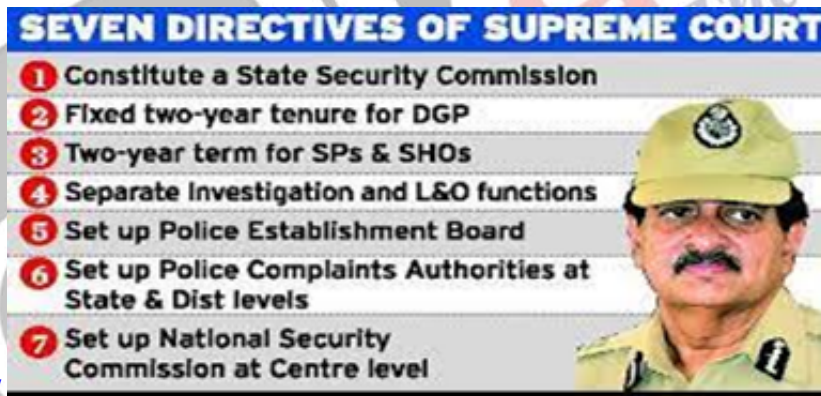 SEVEN DIRECTIVES OF SUPREME COURT
1 Constitute a State Security Commission
2 Fixed two-year tenure for DGP
3 Two-year term for SPs & SHOs
4 Separate Investigation and L&O functions
5 Set up Police Establishment Board
6 Set up Police Complaints Authorities at
State & Dist levels
7 Set up National Security
Commission at Centre level